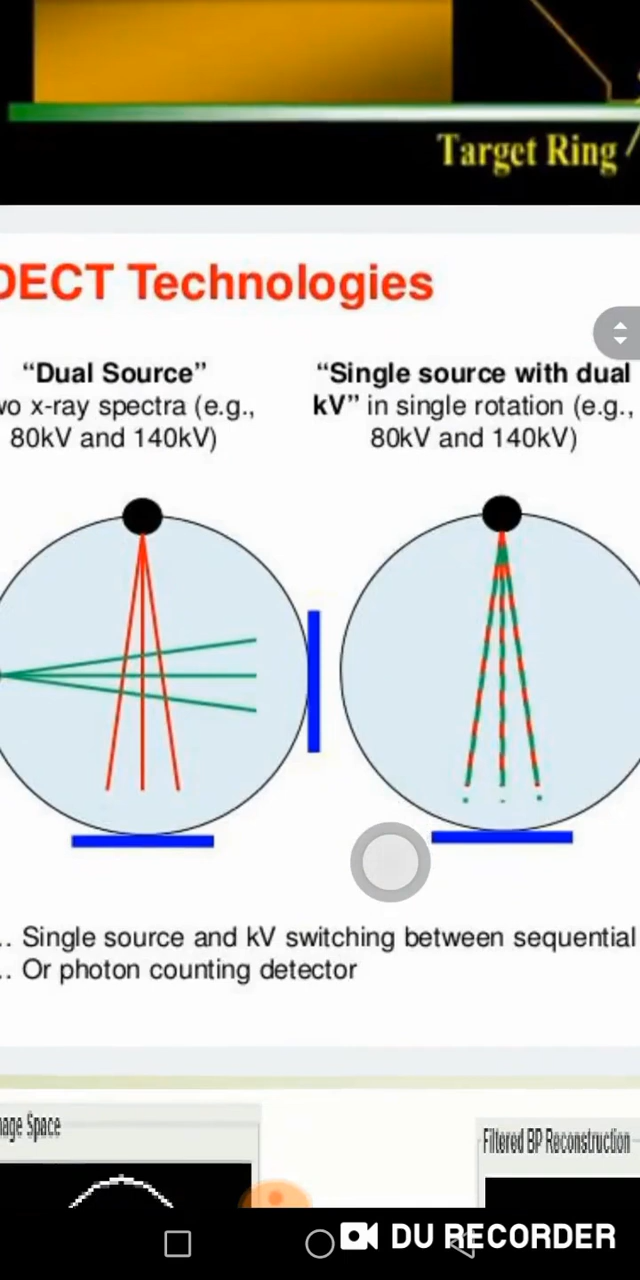 Target Ring
DECT Technologies
“Dual Source”
wo x-ray spectra (e.g.,
80kV and 140kV)
“Single source with dual
kV” in single rotation (e.g.,
80kV and 140kV)
.. Single source and kV switching between sequential
.. Or photon counting detector
mage Space
Filtered BP Reconstruction
DU RECORDER